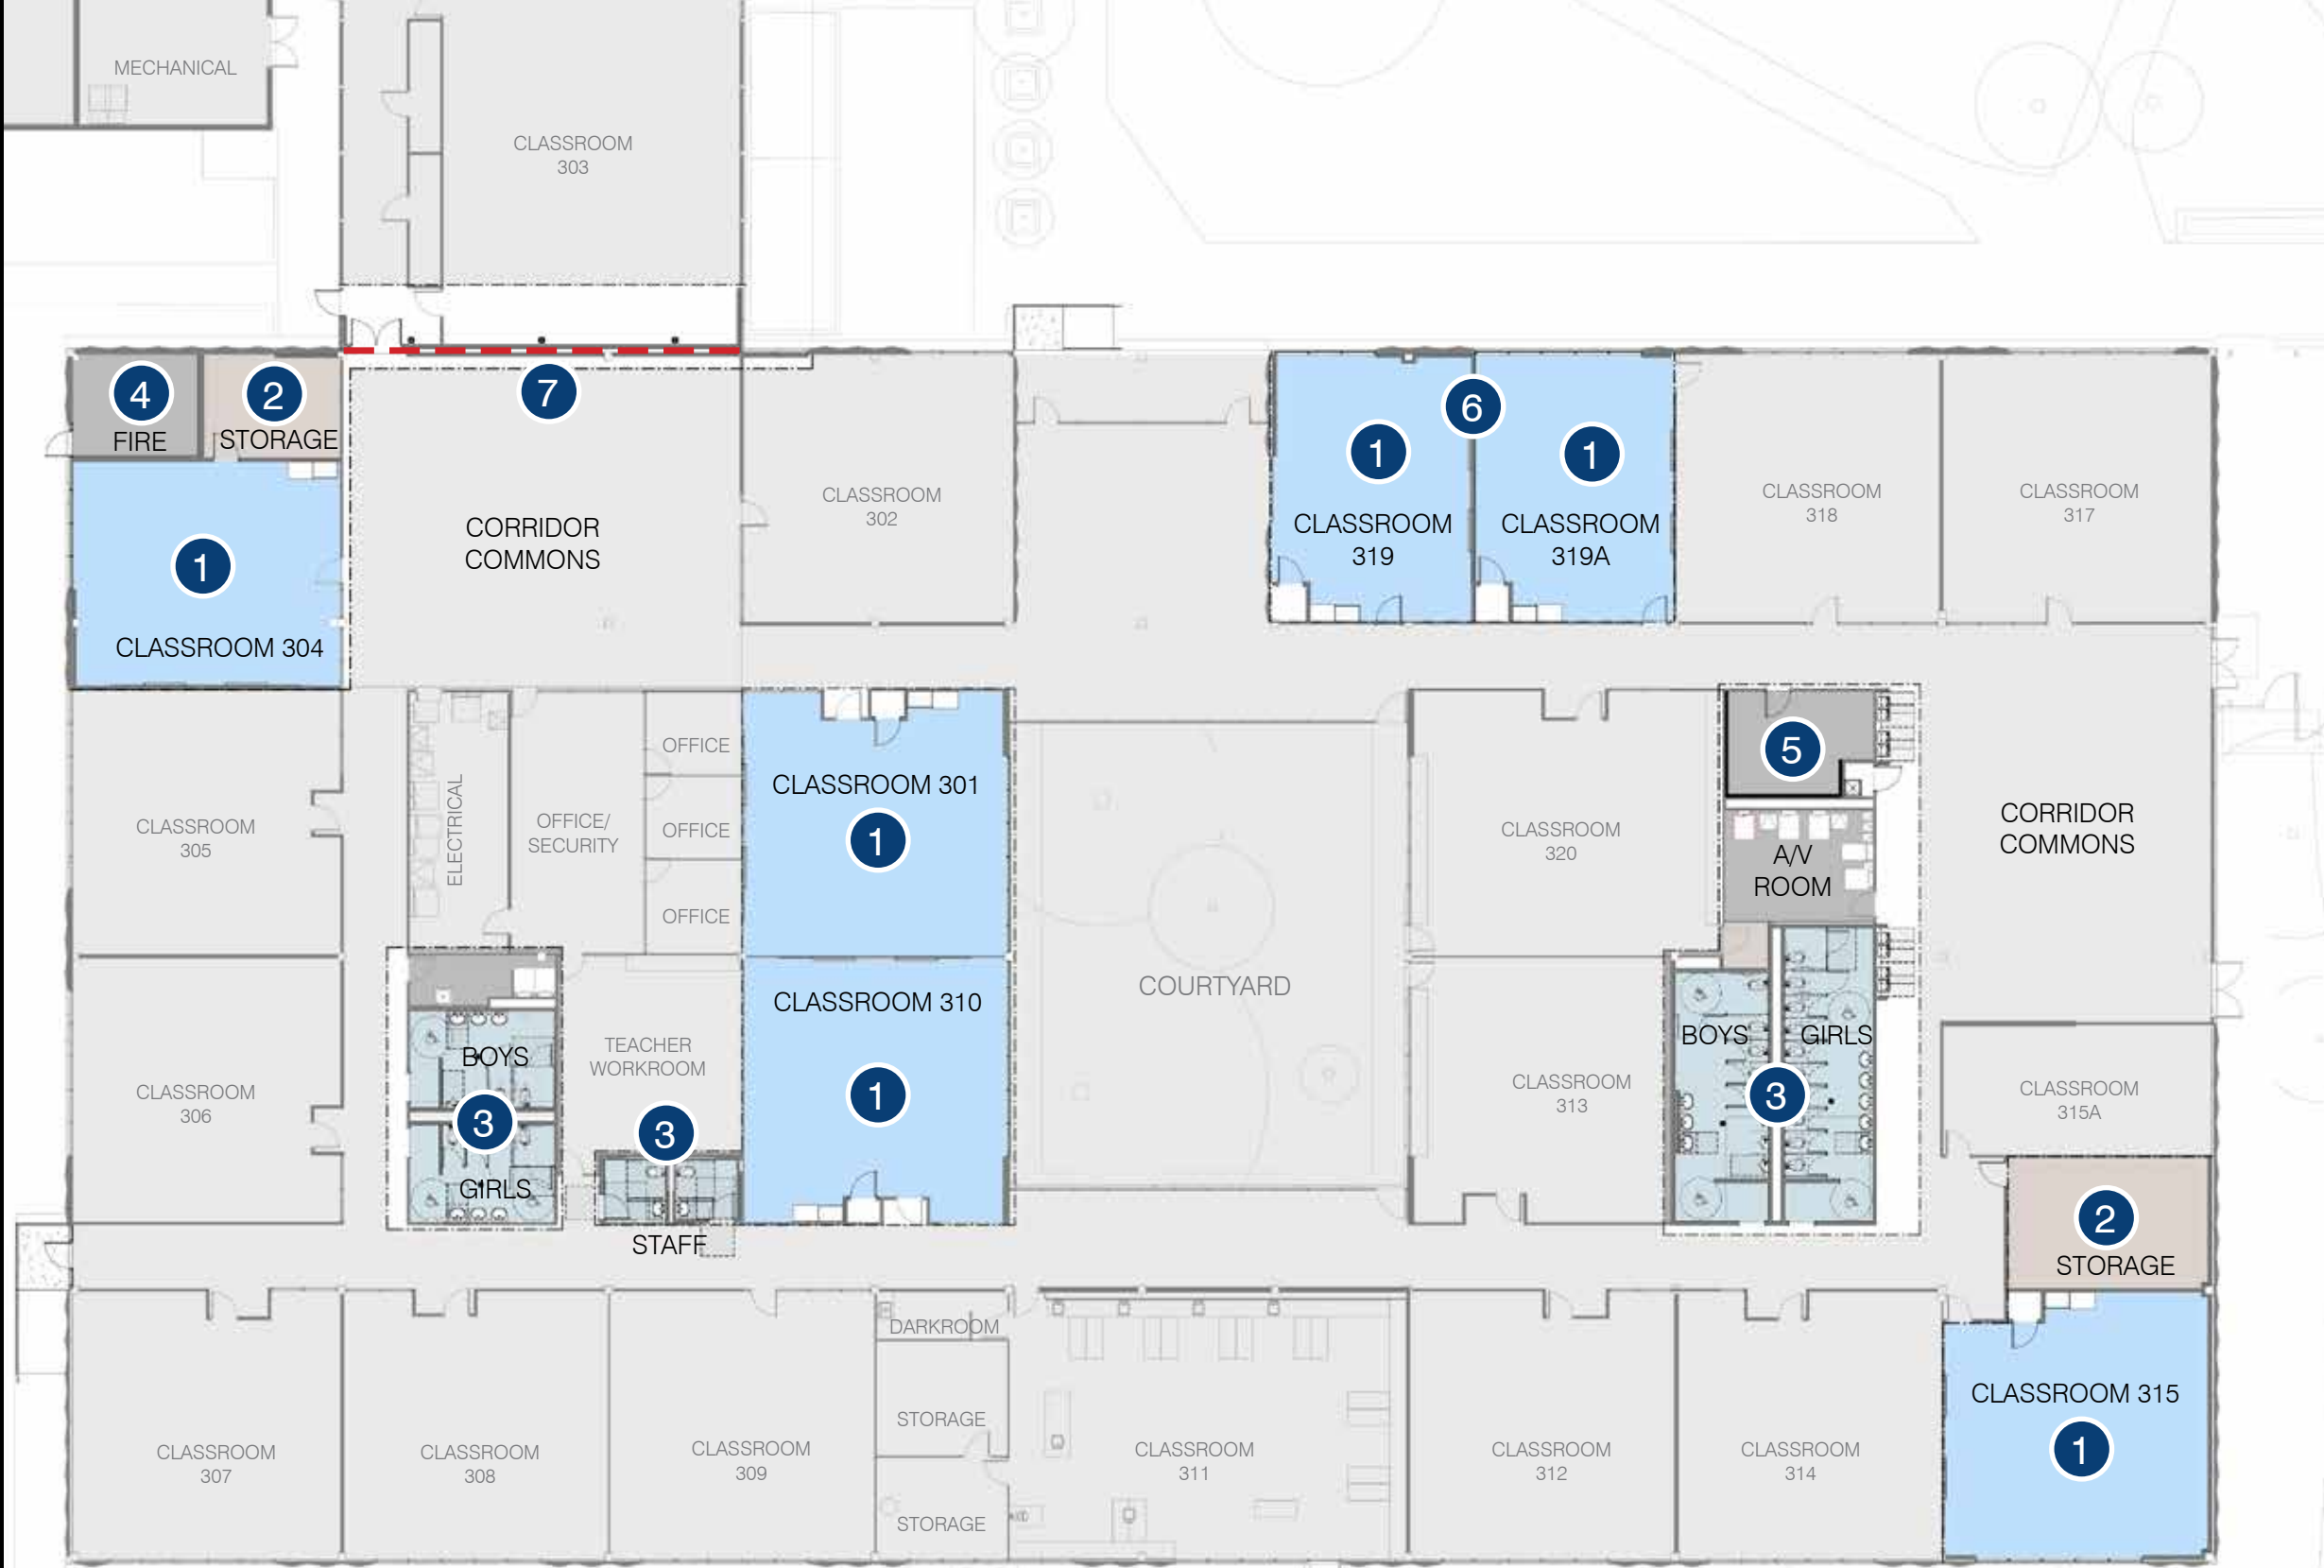 MECHANICAL
CLASSROOM
303
4
FIRE
2
STORAGE
7
CORRIDOR
COMMONS
1
CLASSROOM 304
CLASSROOM
302
6
1
CLASSROOM
319
1
CLASSROOM
319A
CLASSROOM
318
CLASSROOM
317
CLASSROOM
305
ELECTRICAL
OFFICE/
SECURITY
OFFICE
OFFICE
OFFICE
CLASSROOM 301
1
CLASSROOM
320
5
A/V
ROOM
CORRIDOR
COMMONS
CLASSROOM
306
BOYS
3
GIRLS
TEACHER
WORKROOM
3
STAFF
CLASSROOM 310
1
COURTYARD
CLASSROOM
313
BOYS
GIRLS
3
CLASSROOM
315A
2
STORAGE
CLASSROOM
307
CLASSROOM
308
CLASSROOM
309
DARKROOM
STORAGE
STORAGE
CLASSROOM
311
CLASSROOM
312
CLASSROOM
314
CLASSROOM 315
1